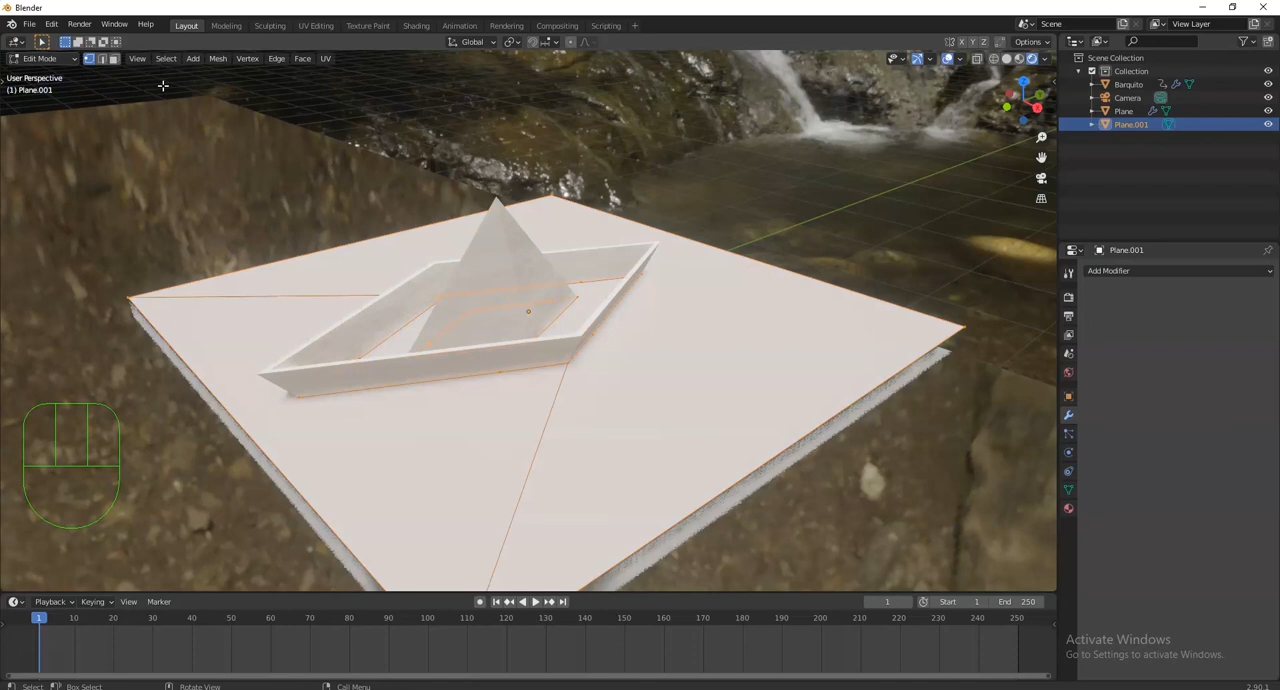 Blender
File Edit Render Window Help Layout Modeling Sculpting UV Editing Texture Paint Shading Animation Rendering Compositing Scripting + Scene View Layer
Global X Y Z Options
Edit Mode View Select Add Mesh Vertex Edge Face UV
User Perspective
(1) Plane.001
Scene Collection
Collection
Barquito
Camera
Plane
Plane.001
Plane.001
Add Modifier
Z
Playback Keying View Marker 1 Start 1 End 250
1 10 20 30 40 50 60 70 80 90 100 110 120 130 140 150 160 170 180 190 200 210 220 230 240 250
Activate Windows
Go to Settings to activate Windows.
Select Box Select Rotate View Call Menu 2.90.1